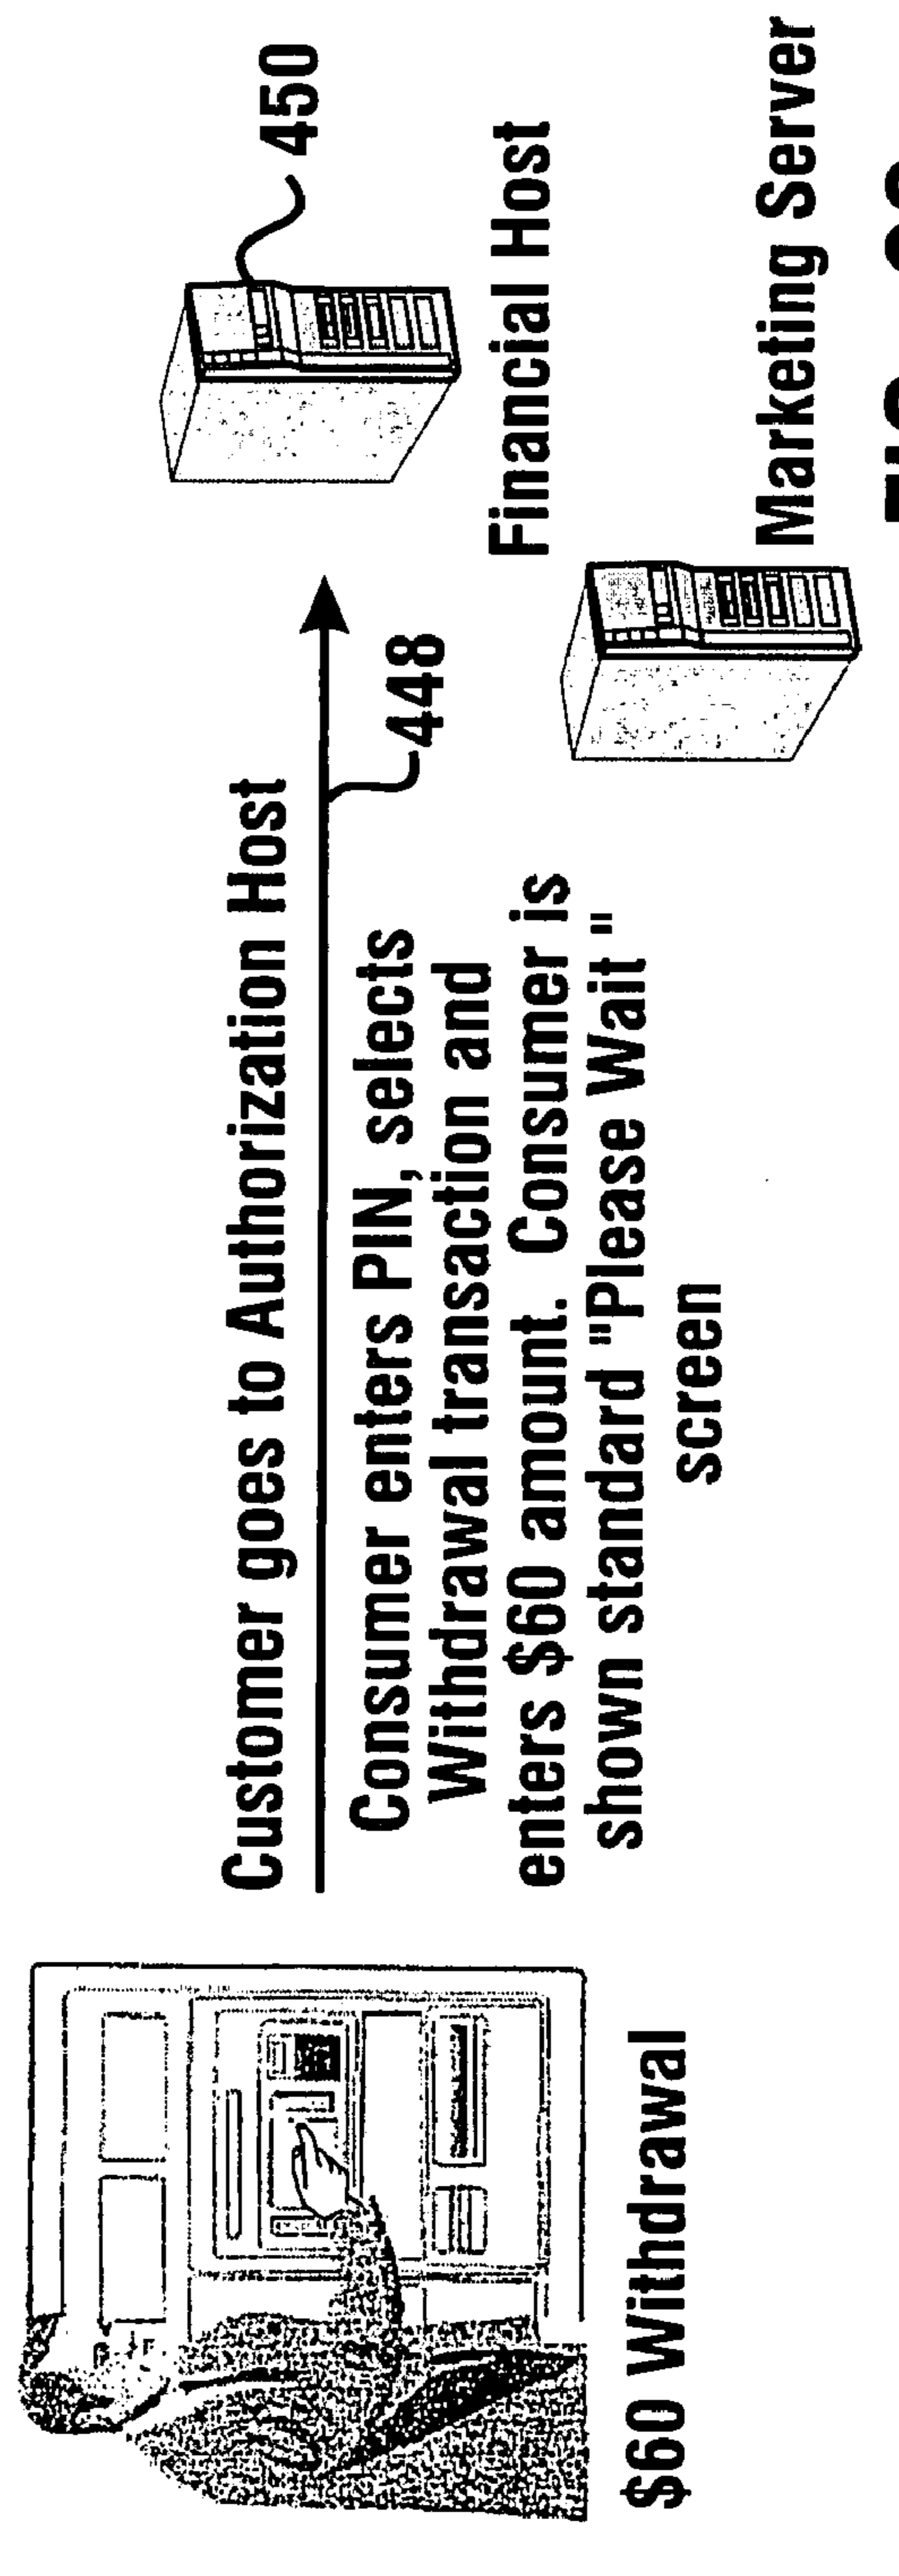 Customer goes to Authorization Host
450
448
Consumer enters PIN, selects
Withdrawal transaction and
enters $60 amount. Consumer is
shown standard "Please Wait"
screen
Financial Host
$60 Withdrawal
Marketing Server